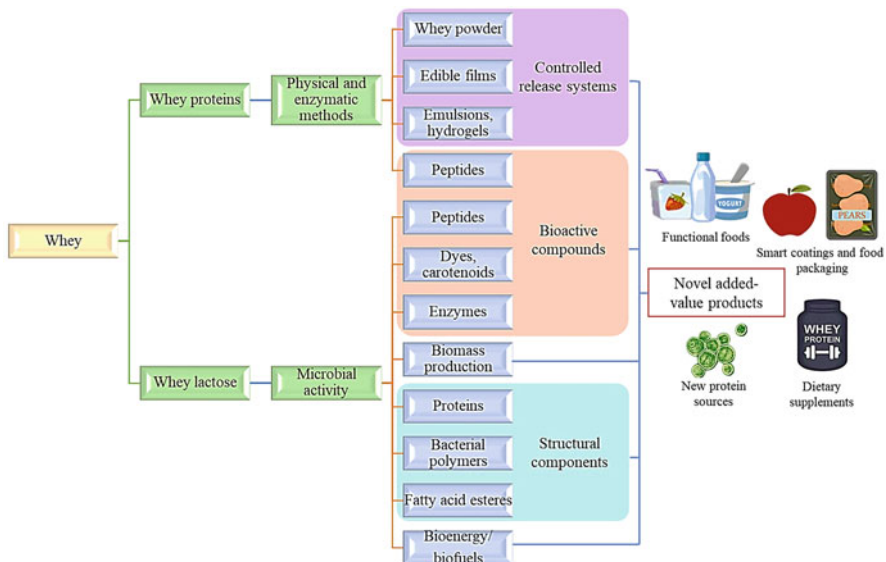 Whey
Whey proteins
Whey lactose
Physical and
enzymatic
methods
Microbial
activity
Whey powder
Edible films
Emulsions,
hydrogels
Peptides
Peptides
Dyes,
carotenoids
Enzymes
Biomass
production
Proteins
Bacterial
polymers
Fatty acid esteres
Bioenergy/
biofuels
Controlled
release systems
Bioactive
compounds
Structural
components
YOGURT
Functional foods
PEARS
Smart coatings and food
packaging
Novel added-
value products
New protein
sources
WHEY
PROTEIN
Dietary
supplements